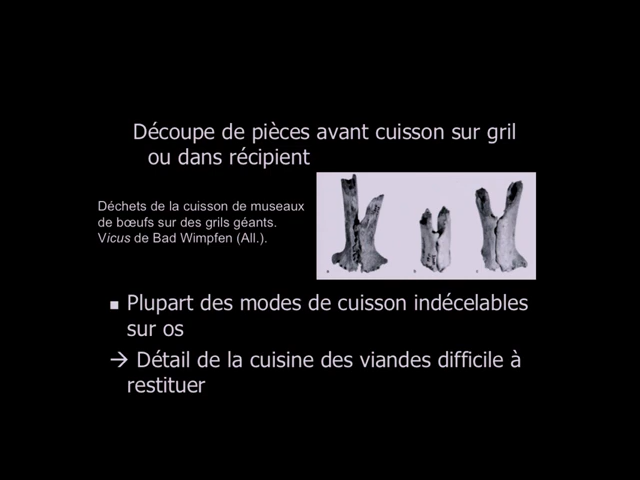 Découpe de pièces avant cuisson sur gril
ou dans récipient
Déchets de la cuisson de museaux
de bœufs sur des grils géants.
Vicus de Bad Wimpfen (All.).
■ Plupart des modes de cuisson indécelables
sur os
→ Détail de la cuisine des viandes difficile à
restituer